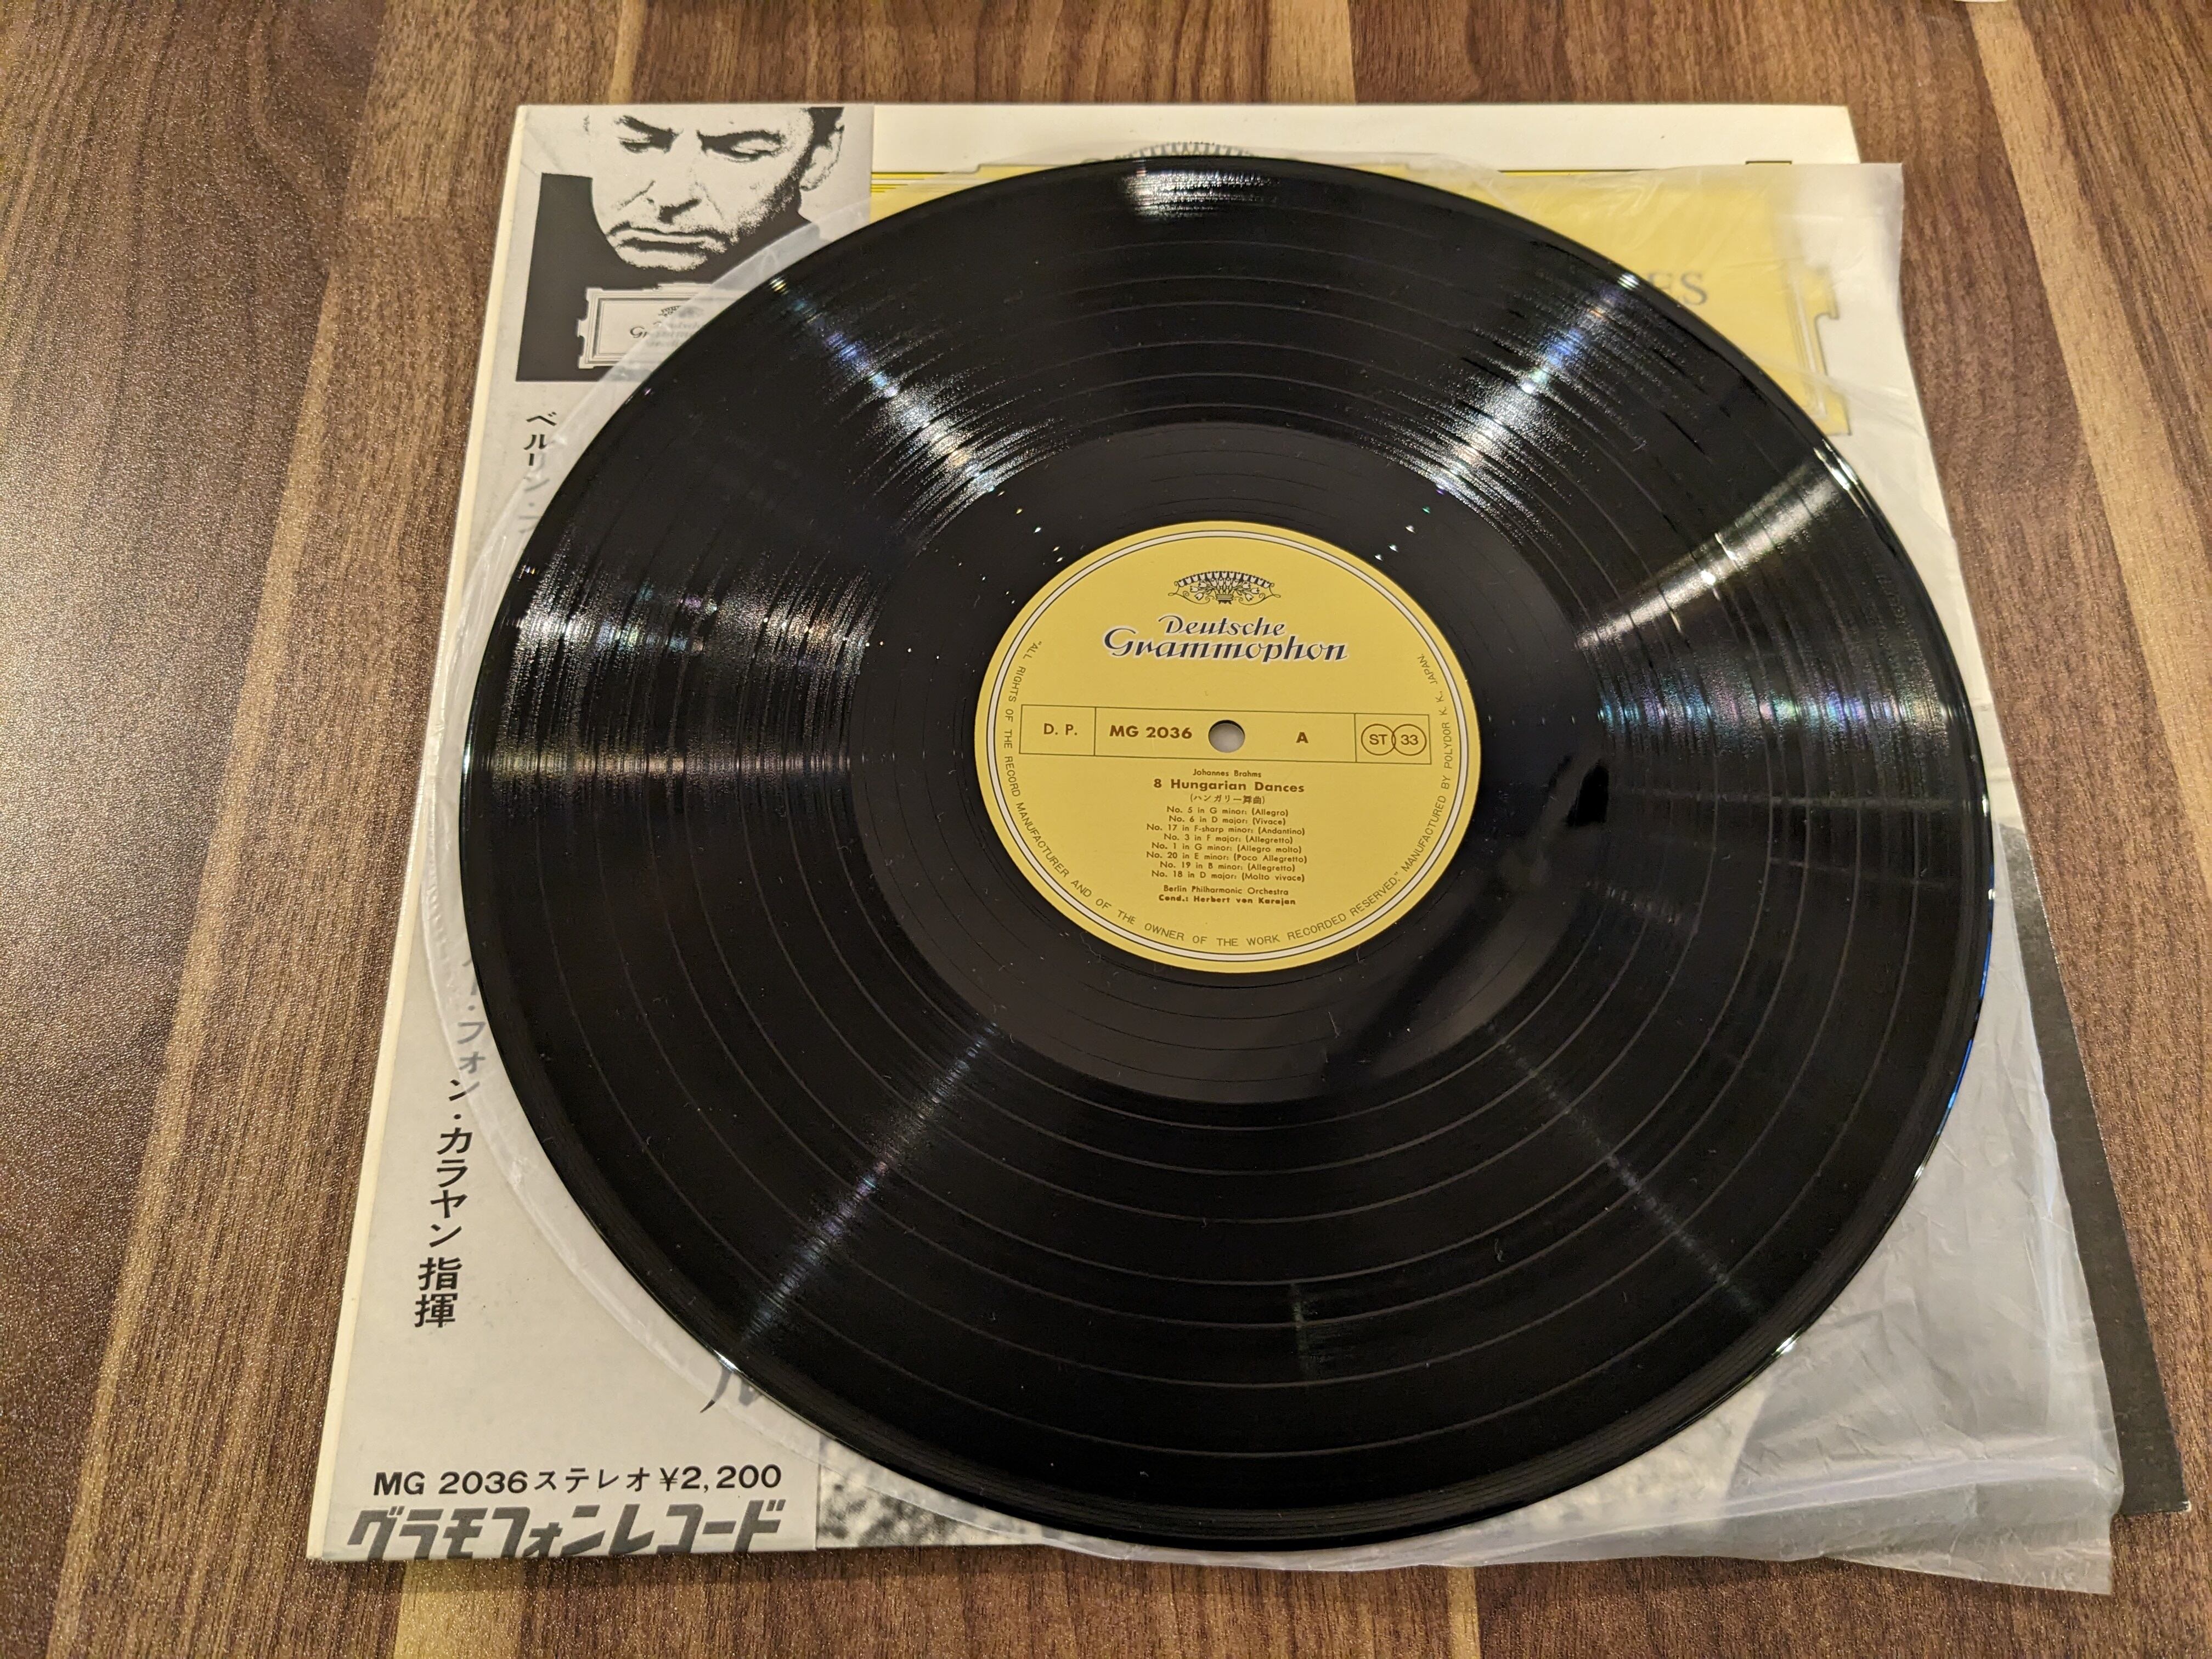 Deutsche
Grammophon
D. P.
MG 2036
A
ST 33
Johannes Brahms
8 Hungarian Dances
(ハンガリー舞曲)
No. 5 in G minor: (Allegro)
No. 6 in D major: (Vivace)
No. 17 in F-sharp minor: (Andantino)
No. 3 in F major: (Allegretto)
No. 1 in G minor: (Allegro molto)
No. 20 in E minor: (Poco Allegretto)
No. 19 in B minor: (Allegretto)
No. 18 in D major: (Molto vivace)
Berlin Philharmonic Orchestra
Cond.: Herbert von Karajan
"ALL RIGHTS OF THE RECORD MANUFACTURER AND OF THE OWNER OF THE WORK RECORDED RESERVED." MANUFACTURED BY POLYDOR K. K., JAPAN.
ベルリン・
フォン・カラヤン指揮
MG 2036ステレオ¥2,200
グラモフォンレコード